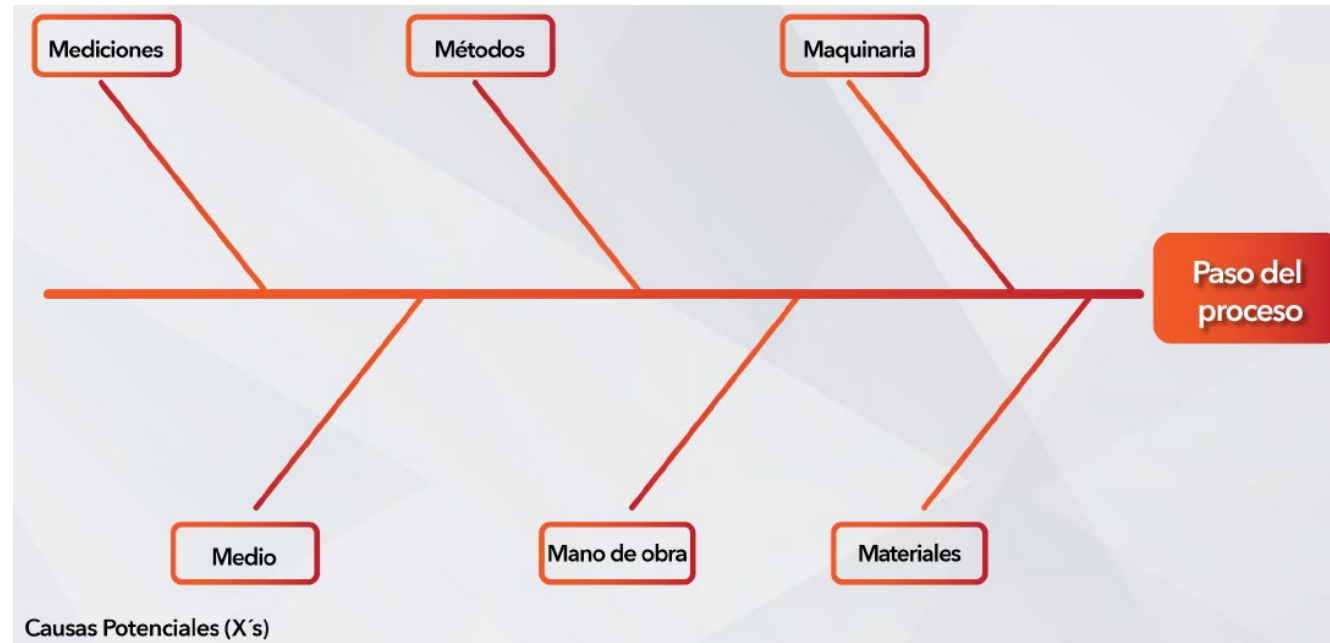 Mediciones
Métodos
Maquinaria
Paso del
proceso
Medio
Mano de obra
Materiales
Causas Potenciales (X´s)